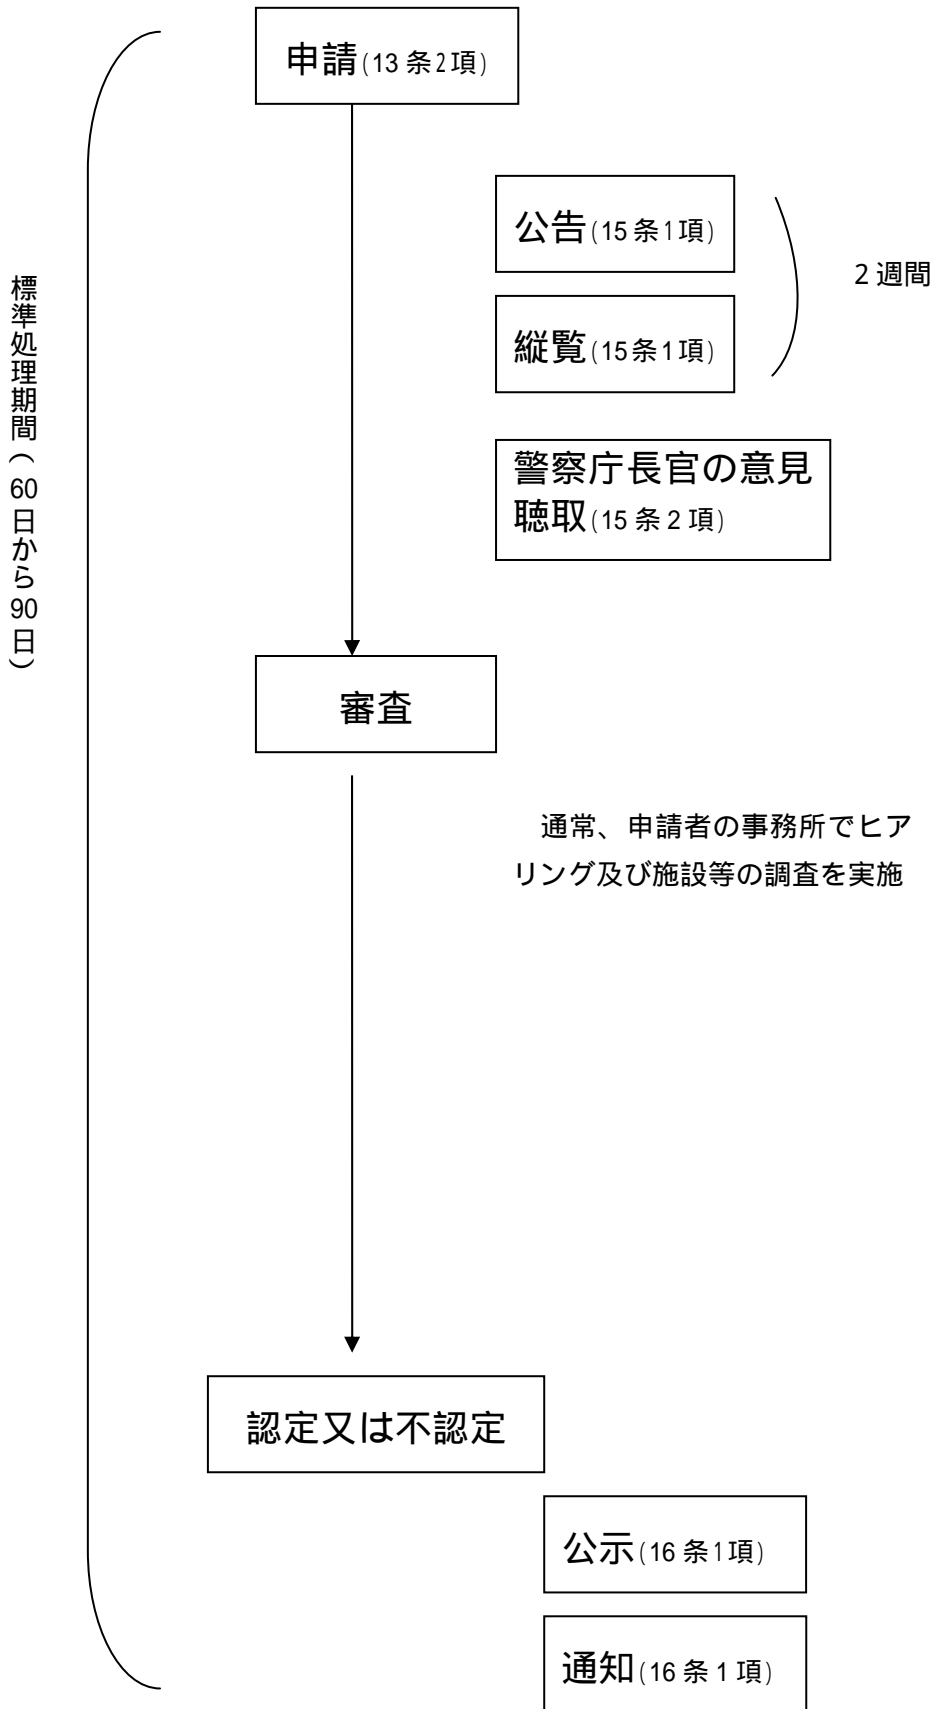 申請(13条2項)
公告(15条1項)
縦覧(15条1項)
2週間
標準処理期間(60日から90日)
警察庁長官の意見
聴取(15条2項)
審査
通常、申請者の事務所でヒア
リング及び施設等の調査を実施
認定又は不認定
公示(16条1項)
通知(16条1項)